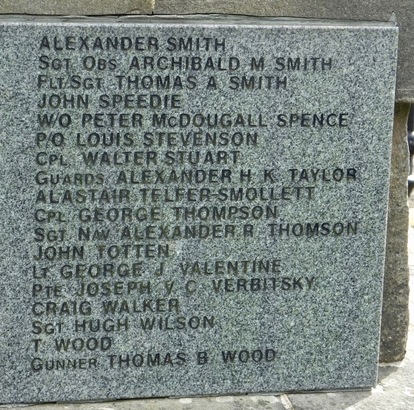 ALEXANDER SMITH
SGT OBS ARCHIBALD M SMITH
FLT/SGT THOMAS A SMITH
JOHN SPEEDIE
W/O PETER McDOUGALL SPENCE
P/O LOUIS STEVENSON
CPL WALTER STUART
GUARDS ALEXANDER H K TAYLOR
ALASTAIR TELFER-SMOLLETT
CPL GEORGE THOMPSON
SGT NAV ALEXANDER R THOMSON
JOHN TOTTEN
LT GEORGE J VALENTINE
PTE JOSEPH V C VERBITSKY
CRAIG WALKER
SGT HUGH WILSON
T WOOD
GUNNER THOMAS B WOOD